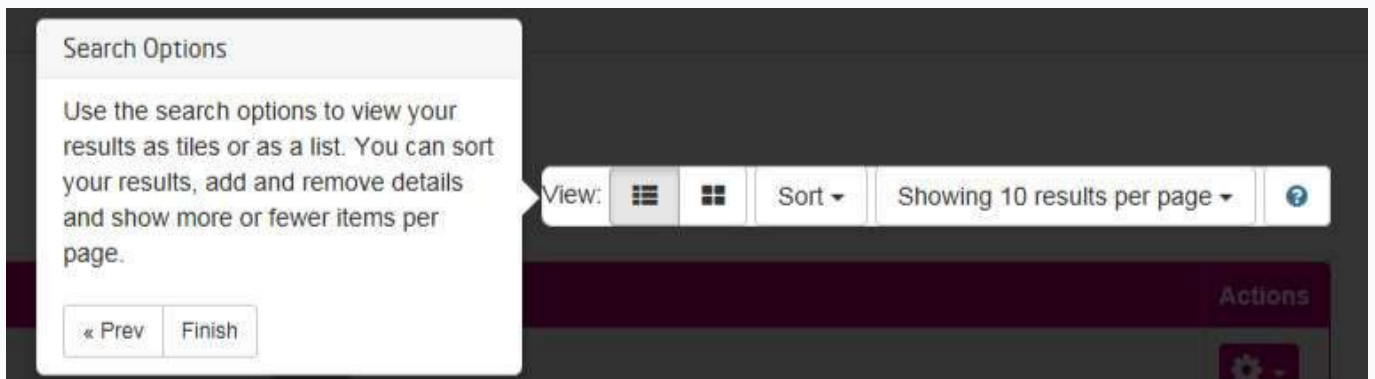 Search Options
Use the search options to view your
results as tiles or as a list. You can sort
your results, add and remove details
and show more or fewer items per
page.
« Prev Finish
View: Sort Showing 10 results per page ?
Actions